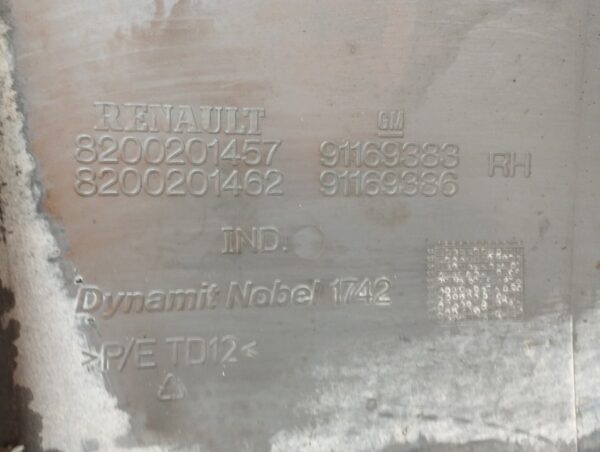 RENAULT GM
8200201457 91169383 RH
8200201462 91169386
IND.
Dynamit Nobel 1742
>P/E TD12<